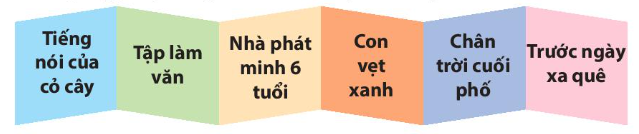 Tiếng
nói của
cỏ cây
Tập làm
văn
Nhà phát
minh 6
tuổi
Con
vẹt
xanh
Chân
trời cuối
phố
Trước ngày
xa quê